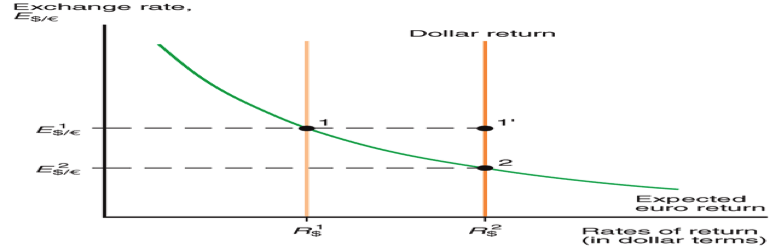 Exchange rate,
E$/€
Dollar return
E¹$/€
1
1'
E²$/€
2
Expected
euro return
R¹$
R²$
Rates of return
(in dollar terms)